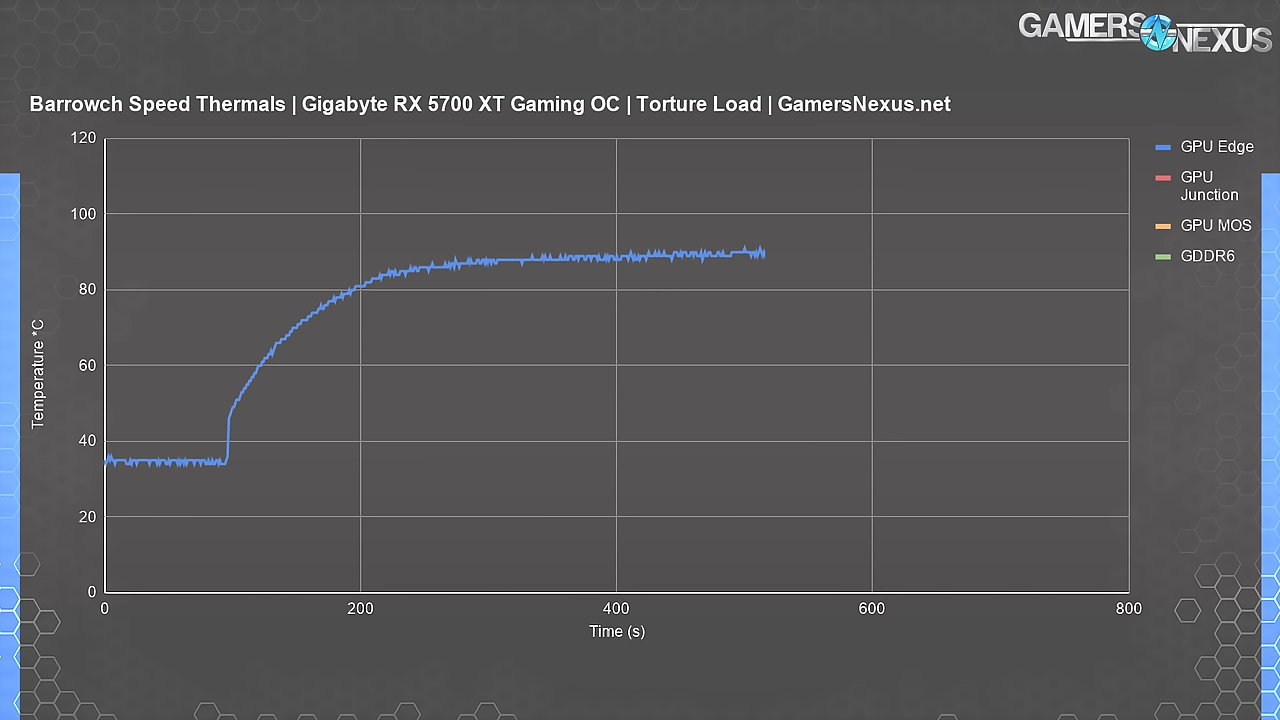 GAMERS NEXUS
Barrowch Speed Thermals | Gigabyte RX 5700 XT Gaming OC | Torture Load | GamersNexus.net
120
100
80
60
40
20
0
Temperature *C
0
200
400
600
800
Time (s)
GPU Edge
GPU
Junction
GPU MOS
GDDR6